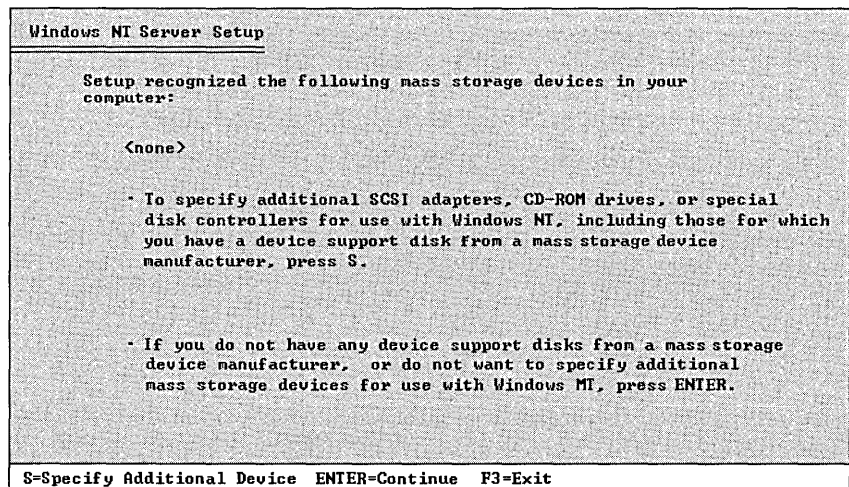 Windows NT Server Setup
Setup recognized the following mass storage devices in your
computer:
<none>
- To specify additional SCSI adapters, CD-ROM drives, or special
disk controllers for use with Windows NT, including those for which
you have a device support disk from a mass storage device
manufacturer, press S.
- If you do not have any device support disks from a mass storage
device manufacturer, or do not want to specify additional
mass storage devices for use with Windows MT, press ENTER.
S=Specify Additional Device ENTER=Continue F3=Exit